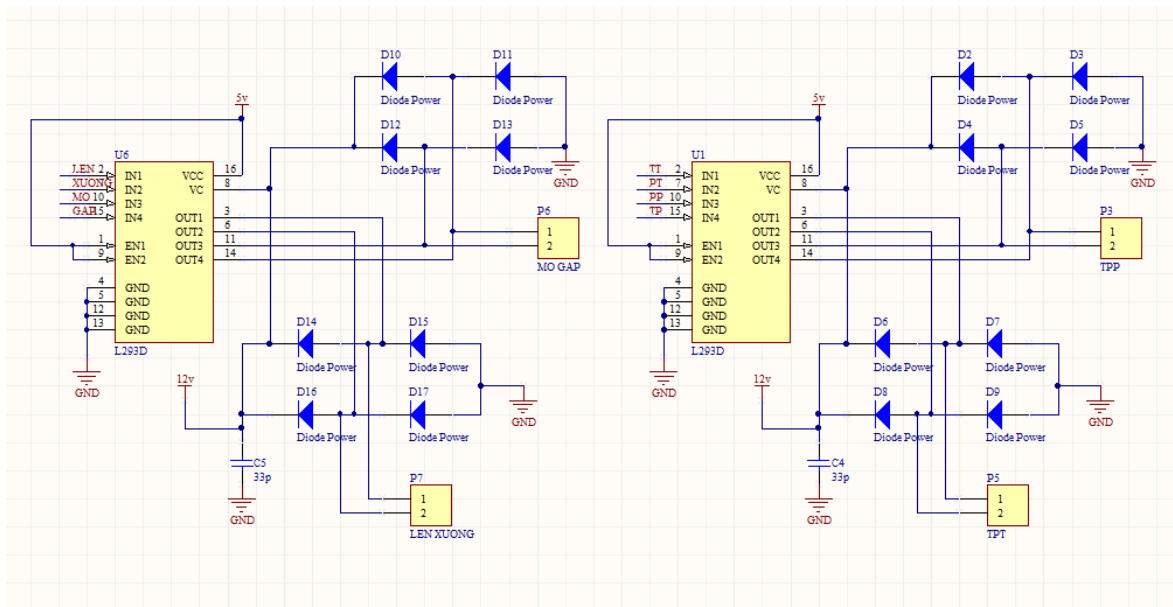 D10
D11
Diode Power
Diode Power
D12
D13
Diode Power
Diode Power
GND
5v
U6
LEN 2 IN1
XUONG IN2
MO 10 IN3
GAP 15 IN4
1 EN1
9 EN2
4 GND
5 GND
12 GND
13 GND
VCC 16
VC 8
OUT1 3
OUT2 6
OUT3 11
OUT4 14
L293D
GND
P6
1
2
MO GAP
D14
D15
Diode Power
Diode Power
12v
D16
D17
Diode Power
Diode Power
GND
C5
33p
GND
P7
1
2
LEN XUONG
D2
D3
Diode Power
Diode Power
D4
D5
Diode Power
Diode Power
GND
5v
U1
TT 2 IN1
PT 7 IN2
PP 10 IN3
TP 15 IN4
1 EN1
9 EN2
4 GND
5 GND
12 GND
13 GND
VCC 16
VC 8
OUT1 3
OUT2 6
OUT3 11
OUT4 14
L293D
GND
P3
1
2
TPP
D6
D7
Diode Power
Diode Power
12v
D8
D9
Diode Power
Diode Power
GND
C4
33p
GND
P5
1
2
TPT